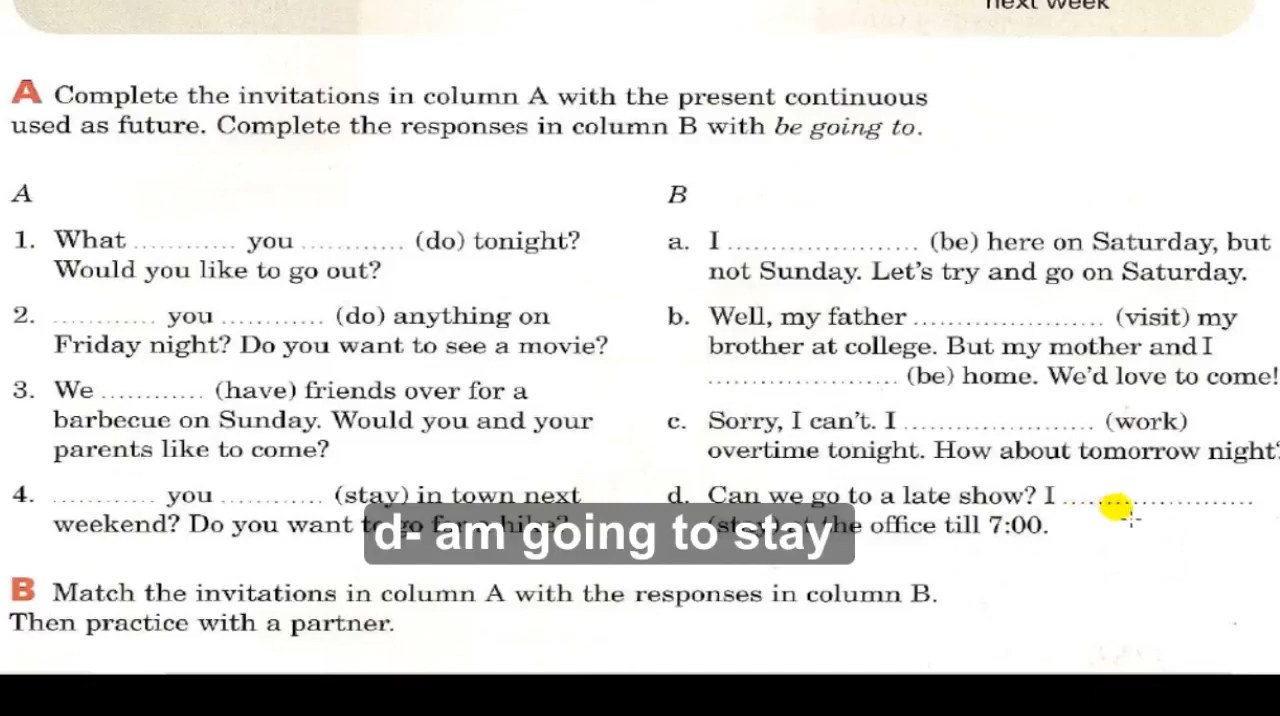 next week
A Complete the invitations in column A with the present continuous
used as future. Complete the responses in column B with be going to.
A
1. What ............ you ............ (do) tonight?
Would you like to go out?
2. ............ you ............ (do) anything on
Friday night? Do you want to see a movie?
3. We ............ (have) friends over for a
barbecue on Sunday. Would you and your
parents like to come?
4. ............ you ............ (stay) in town next
weekend? Do you want to go for a hike?
B
a. I ...................... (be) here on Saturday, but
not Sunday. Let's try and go on Saturday.
b. Well, my father ...................... (visit) my
brother at college. But my mother and I
...................... (be) home. We'd love to come!
c. Sorry, I can't. I ...................... (work)
overtime tonight. How about tomorrow night?
d. Can we go to a late show? I ......................
(stay) at the office till 7:00.
d- am going to stay
B Match the invitations in column A with the responses in column B.
Then practice with a partner.